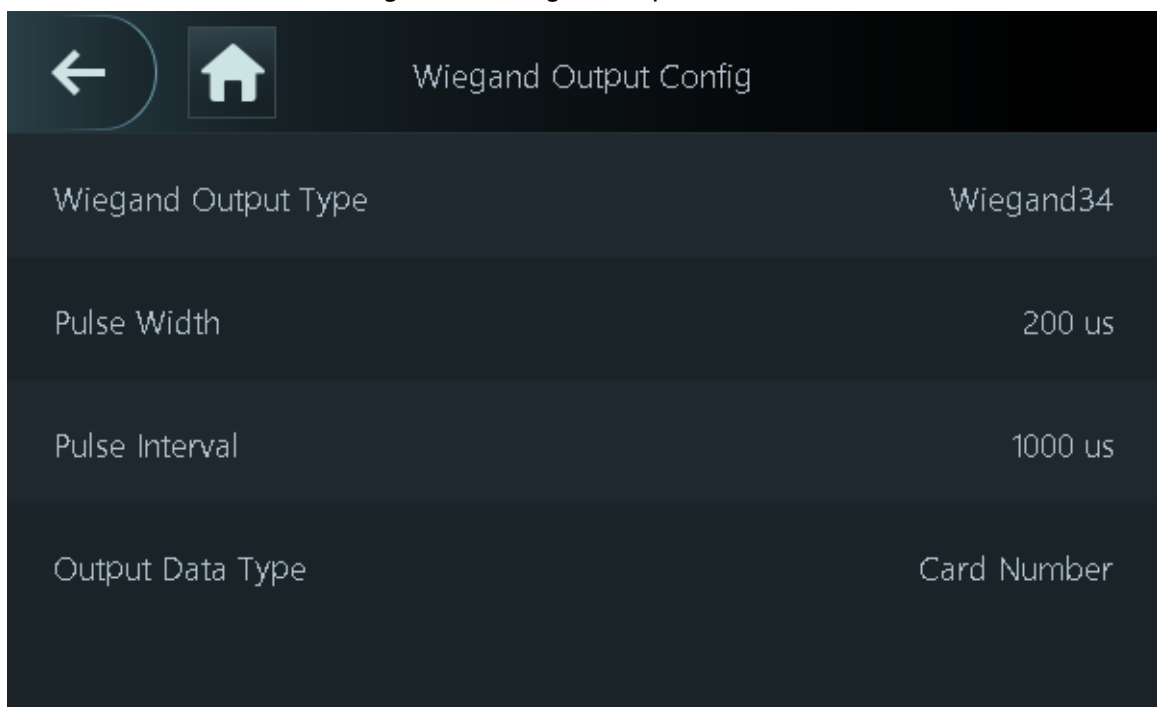 Wiegand Output Config
Wiegand Output Type Wiegand34
Pulse Width 200 us
Pulse Interval 1000 us
Output Data Type Card Number